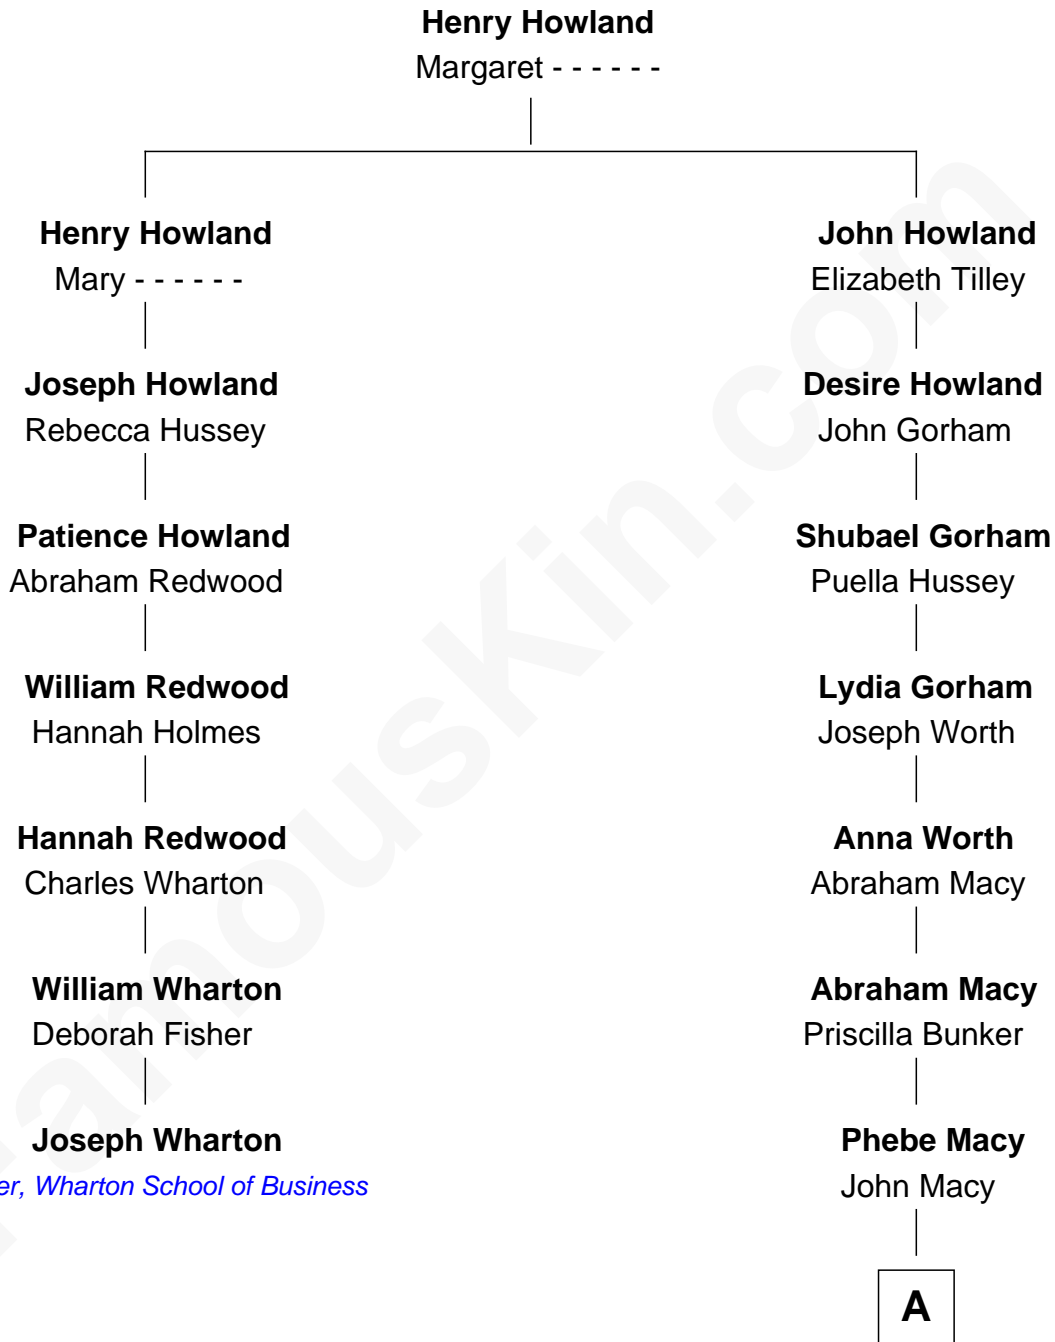 Henry Howland
Margaret - - - - - -
Henry Howland
Mary - - - - - -
John Howland
Elizabeth Tilley
Joseph Howland
Rebecca Hussey
Desire Howland
John Gorham
Patience Howland
Abraham Redwood
Shubael Gorham
Puella Hussey
William Redwood
Hannah Holmes
Lydia Gorham
Joseph Worth
Hannah Redwood
Charles Wharton
Anna Worth
Abraham Macy
William Wharton
Deborah Fisher
Abraham Macy
Priscilla Bunker
Joseph Wharton
er, Wharton School of Business
Phebe Macy
John Macy
A
FamousKin.com